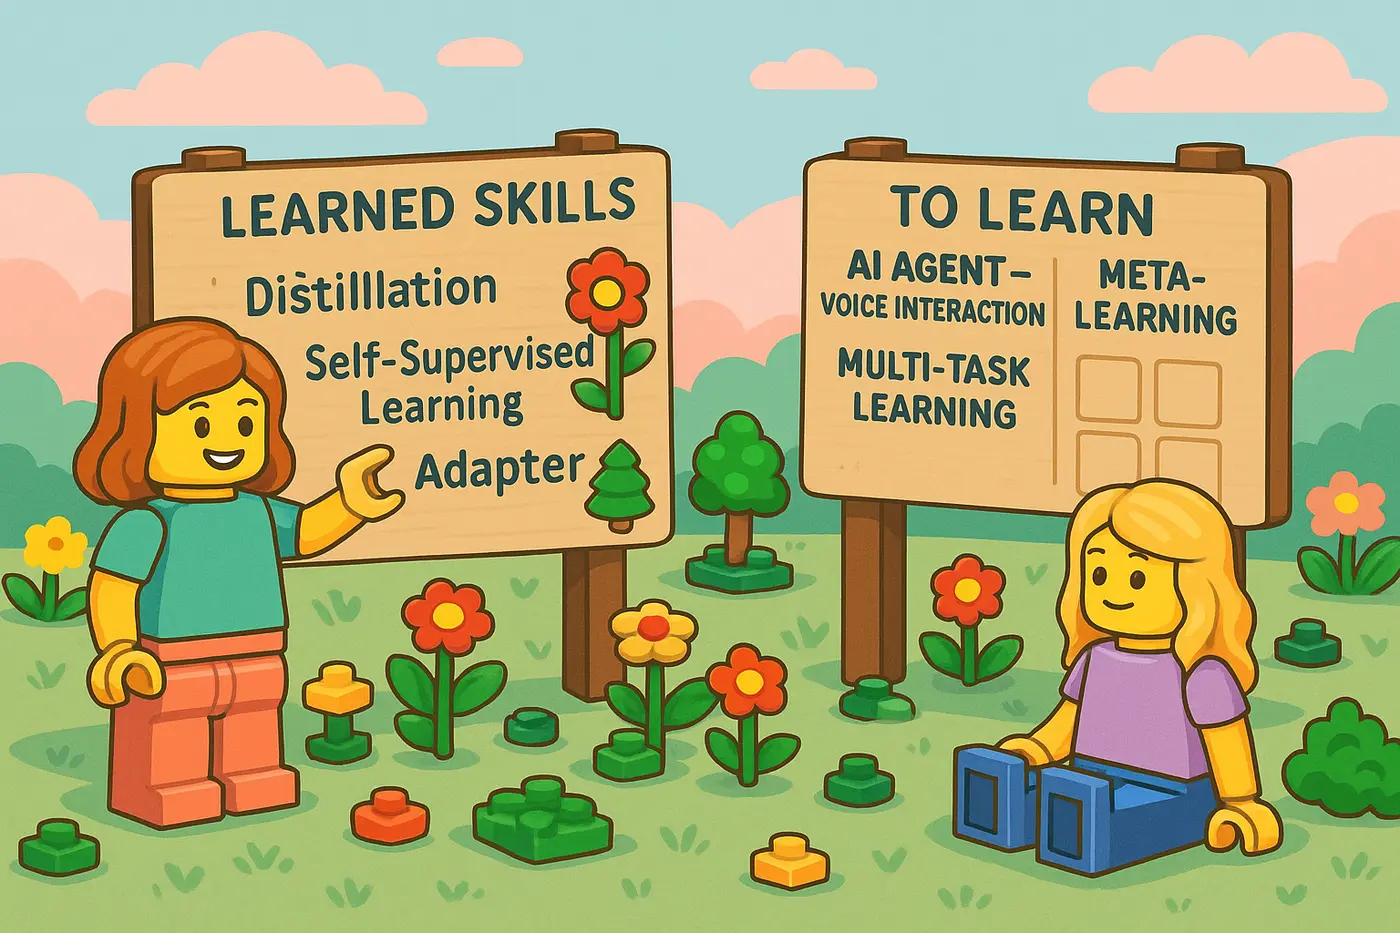 LEARNED SKILLS
Distilllation
Self-Supervised
Learning
Adapter
TO LEARN
AI AGENT–
VOICE INTERACTION
MULTI-TASK
LEARNING
META-
LEARNING